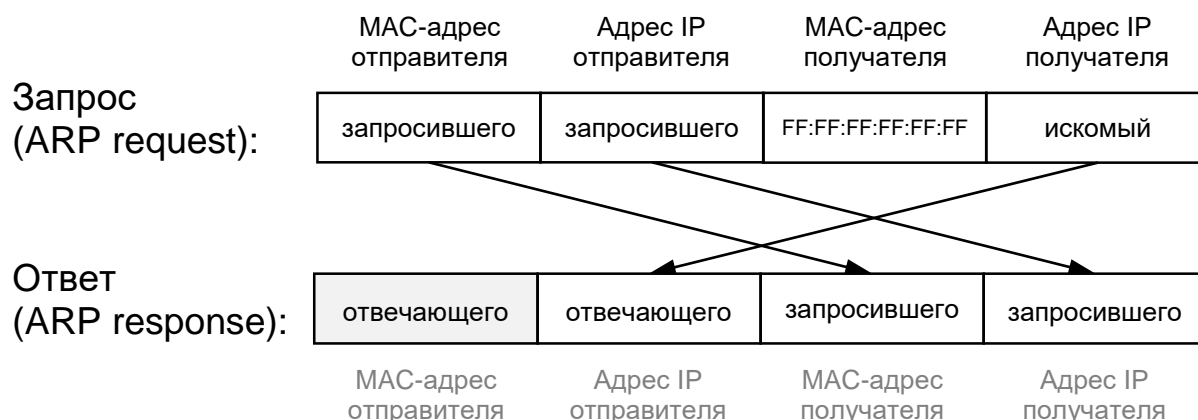 MAC-адрес отправителя Адрес IP отправителя MAC-адрес получателя Адрес IP получателя
Запрос
(ARP request):
запросившего запросившего FF:FF:FF:FF:FF:FF искомый
Ответ
(ARP response):
отвечающего отвечающего запросившего запросившего
MAC-адрес отправителя Адрес IP отправителя MAC-адрес получателя Адрес IP получателя